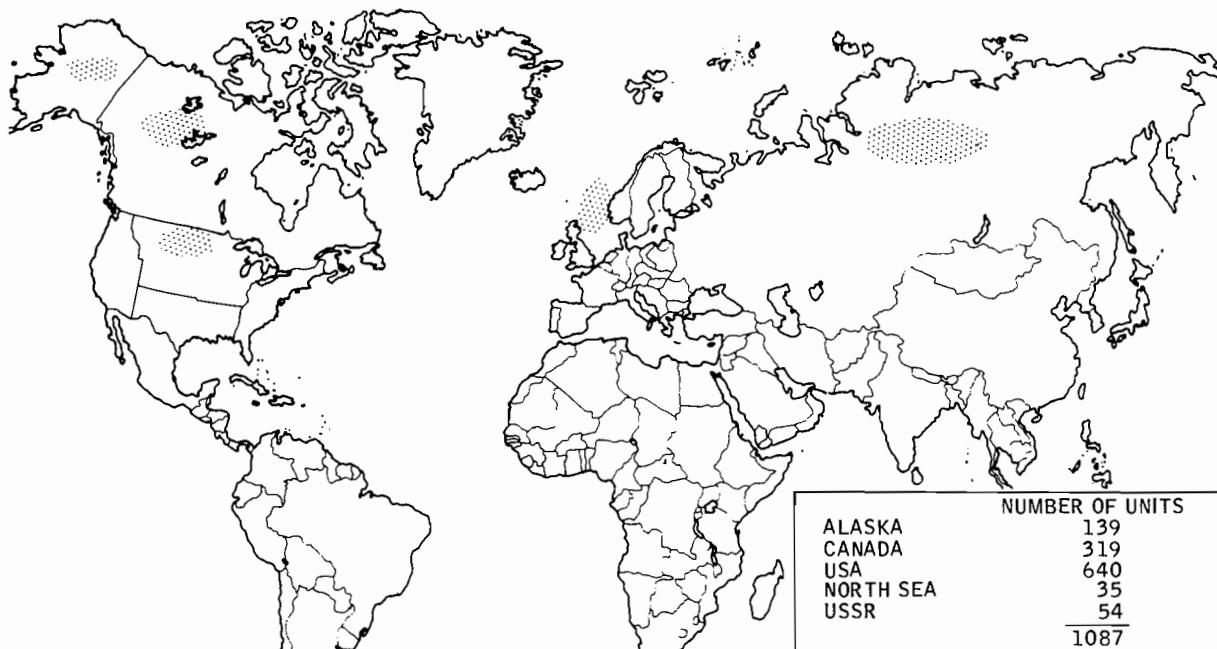 NUMBER OF UNITS
ALASKA 139
CANADA 319
USA 640
NORTH SEA 35
USSR 54
1087